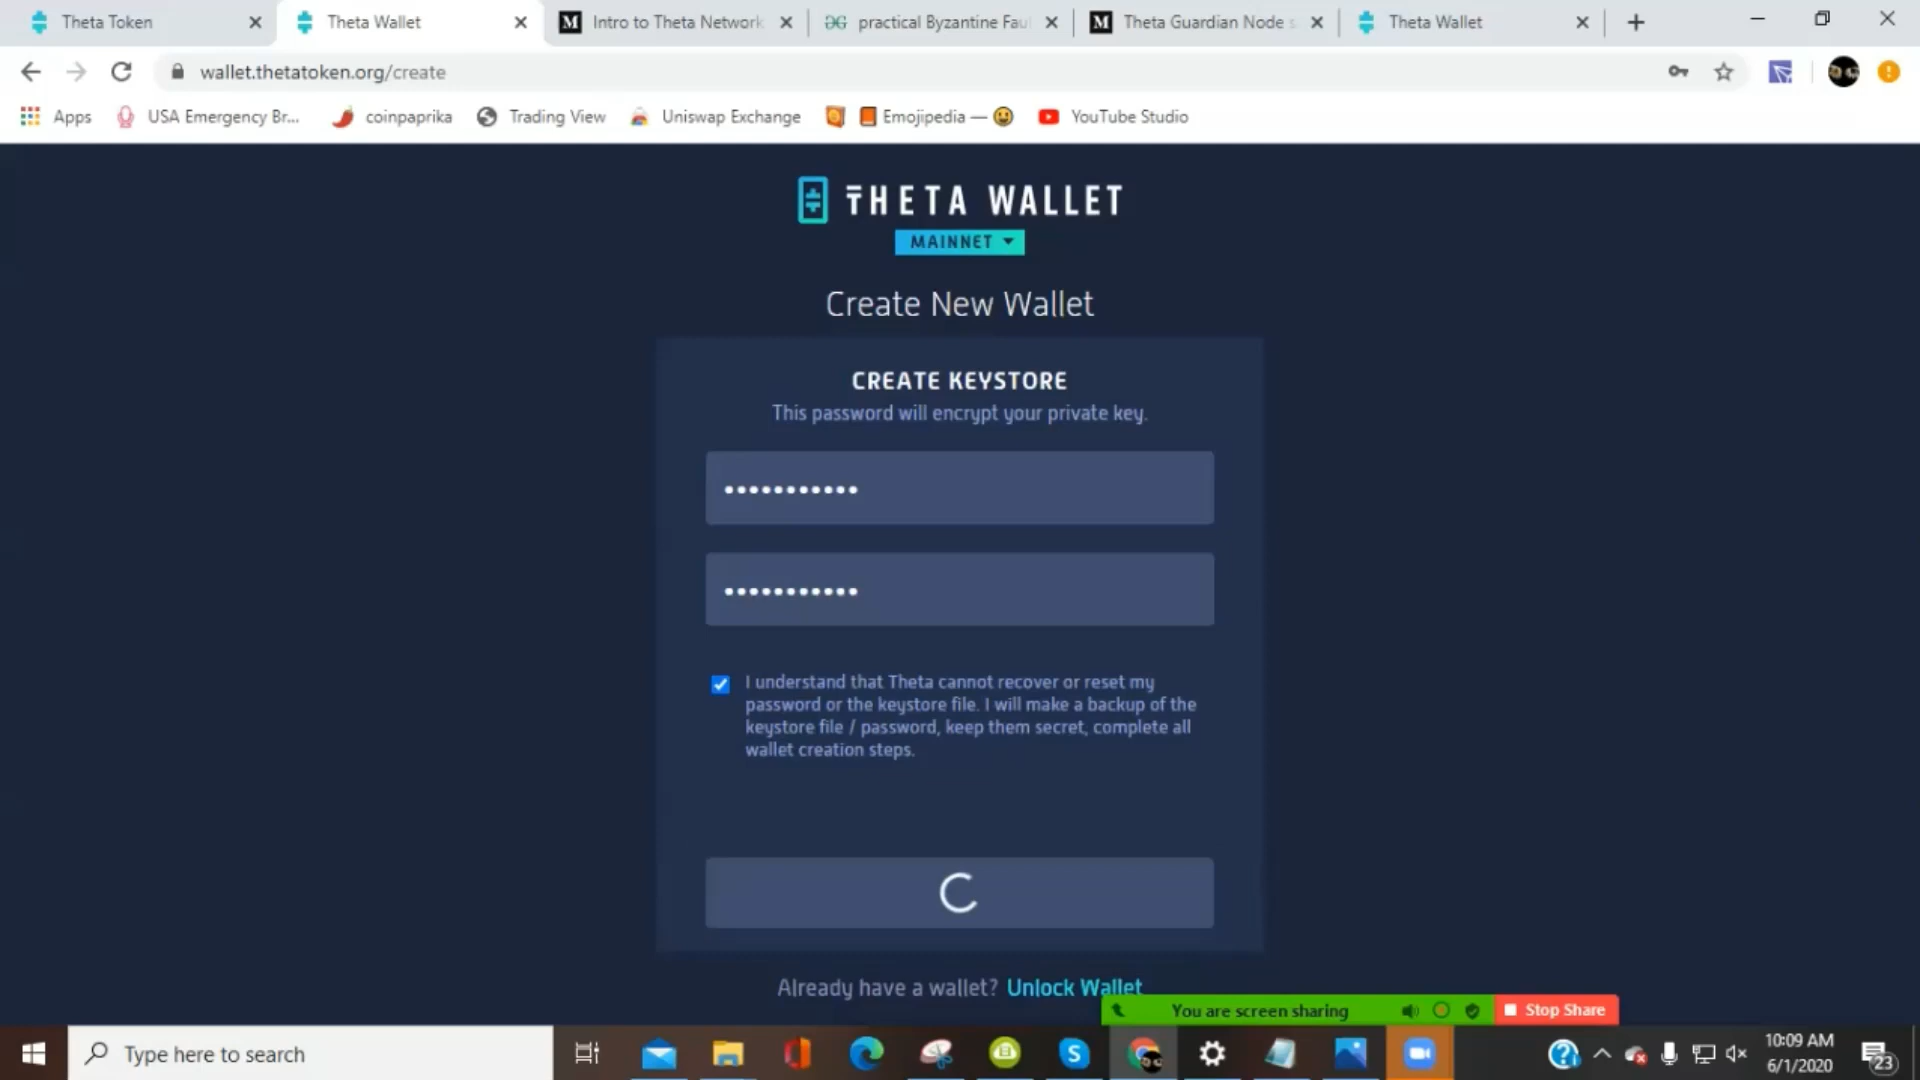 Theta Token
Theta Wallet
Intro to Theta Network
practical Byzantine Fau
Theta Guardian Node s
Theta Wallet
wallet.thetatoken.org/create
Apps
USA Emergency Br...
coinpaprika
Trading View
Uniswap Exchange
Emojipedia —
YouTube Studio
THETA WALLET
MAINNET
Create New Wallet
CREATE KEYSTORE
This password will encrypt your private key.
I understand that Theta cannot recover or reset my
password or the keystore file. I will make a backup of the
keystore file / password, keep them secret, complete all
wallet creation steps.
Already have a wallet? Unlock Wallet
You are screen sharing
Stop Share
Type here to search
10:09 AM
6/1/2020
23